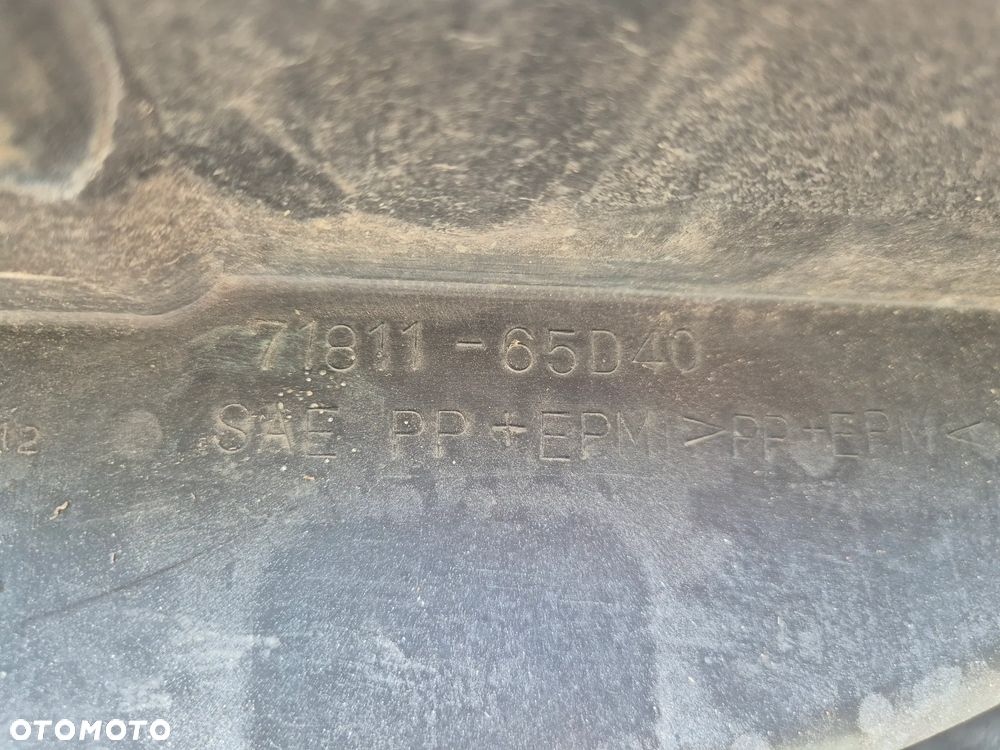 71811-65D40
SAE PP+EPM >PP+EPM<
OTOMOTO